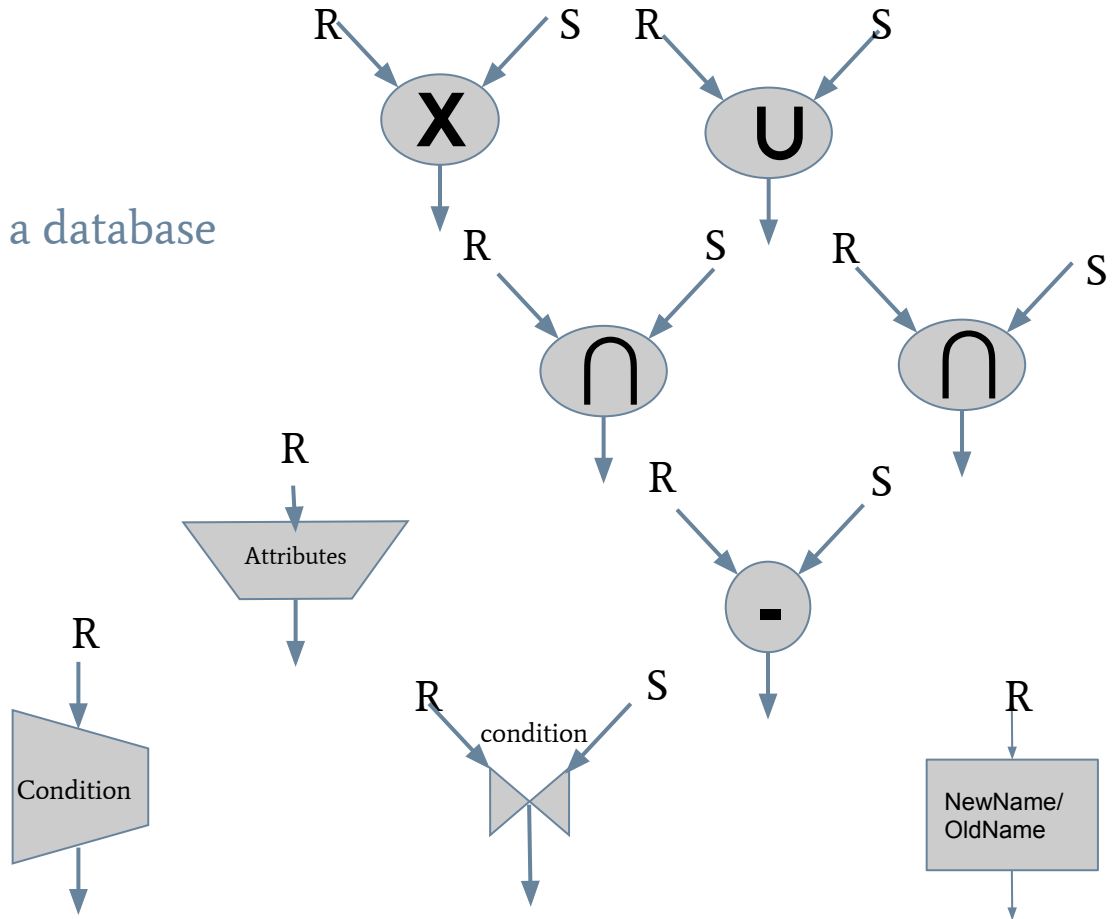 R S R S
X ∪
a database
R S R S
∩ ∩
R
R S
Attributes
-
R
R S R
condition
Condition
NewName/
OldName